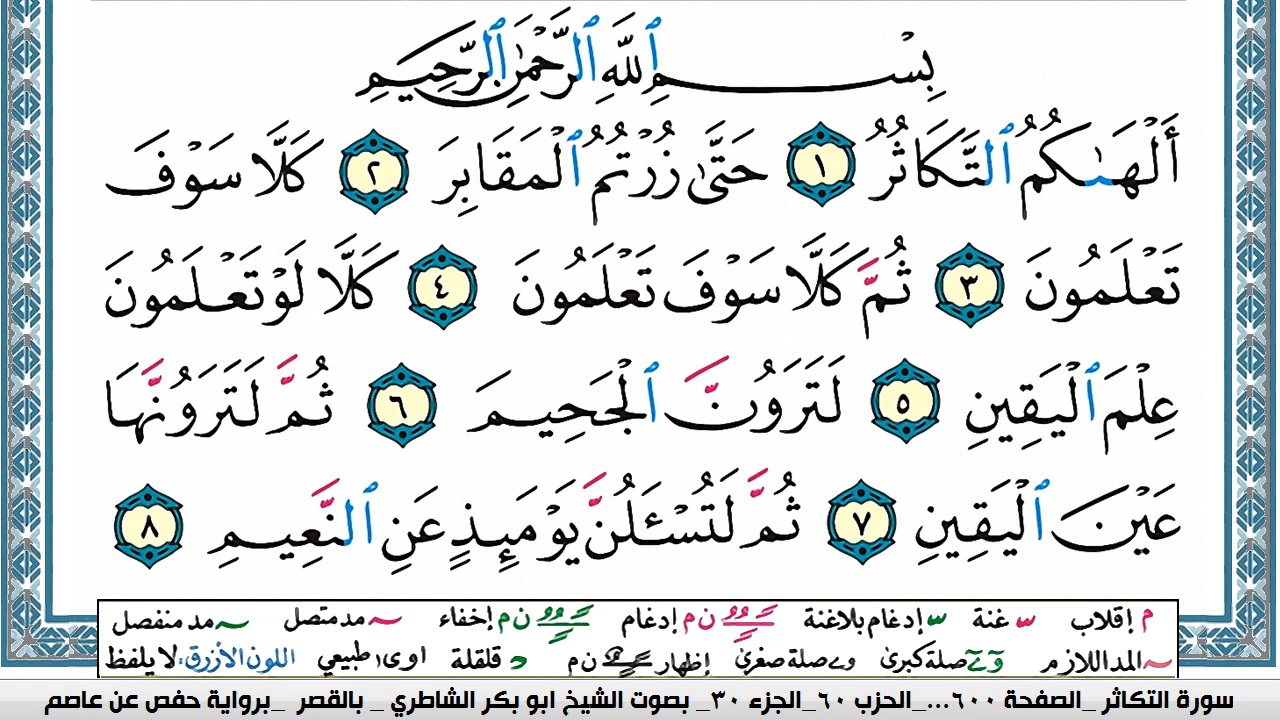 بِسْمِ ٱللَّهِ ٱلرَّحْمَٰنِ ٱلرَّحِيمِ
أَلْهَىٰكُمُ ٱلتَّكَاثُرُ ١ حَتَّىٰ زُرْتُمُ ٱلْمَقَابِرَ ٢ كَلَّا سَوْفَ
تَعْلَمُونَ ٣ ثُمَّ كَلَّا سَوْفَ تَعْلَمُونَ ٤ كَلَّا لَوْ تَعْلَمُونَ
عِلْمَ ٱلْيَقِينِ ٥ لَتَرَوُنَّ ٱلْجَحِيمَ ٦ ثُمَّ لَتَرَوُنَّهَا
عَيْنَ ٱلْيَقِينِ ٧ ثُمَّ لَتُسْـَٔلُنَّ يَوْمَئِذٍ عَنِ ٱلنَّعِيمِ ٨
م إقلاب غنة إدغام بلاغنة ن م إدغام ن م إخفاء مد متصل مد منفصل
المد اللازم صلة كبرىٰ صلة صغرىٰ إظهار ن م قلقلة اوى طبيعي اللون الأزرق: لا يلفظ
سورة التكاثر _الصفحة ٦٠٠..._الحزب ٦٠_الجزء ٣٠_ بصوت الشيخ ابو بكر الشاطري _ بالقصر _برواية حفص عن عاصم